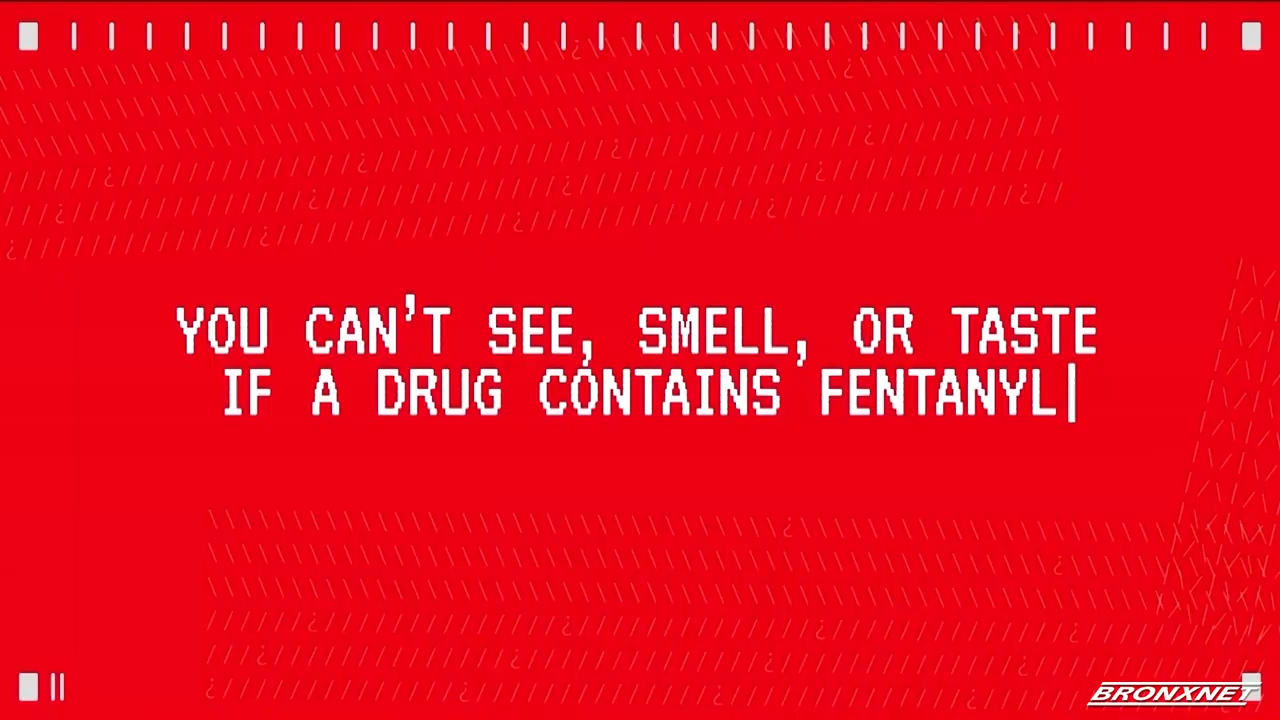 YOU CAN'T SEE, SMELL, OR TASTE
IF A DRUG CONTAINS FENTANYL|
BRONXNET